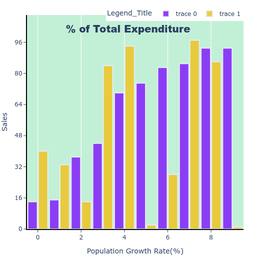 Legend_Title
trace 0
trace 1
% of Total Expenditure
96
80
64
48
32
16
0
Sales
0 2 4 6 8
Population Growth Rate(%)